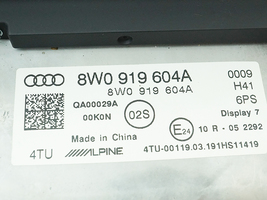 8W0 919 604A 0009
8W0 919 604A H41
QA00029A 6PS
00K0N 02S Display 7
E24 10 R - 05 2292
Made in China
4TU ALPINE 4TU-00119.03.191HS11419